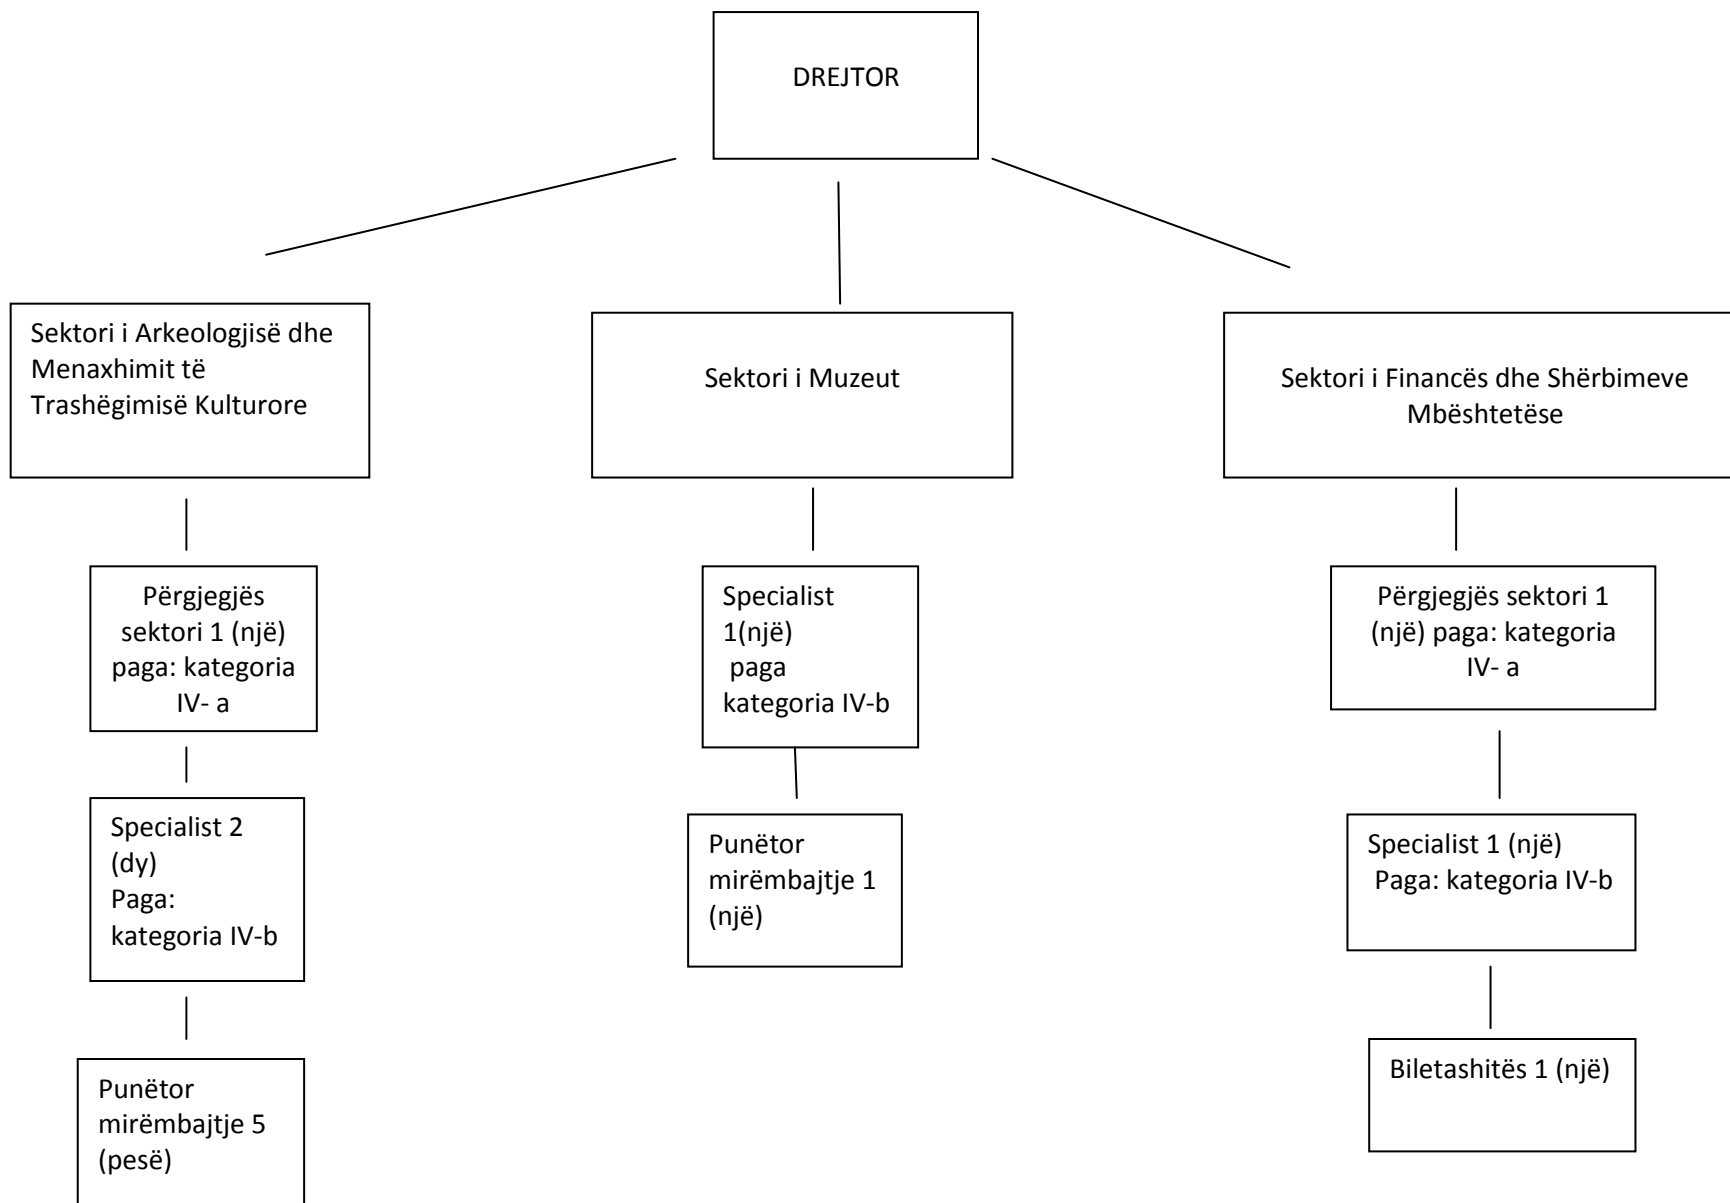 DREJTOR
Sektori i Arkeologjisë dhe
Menaxhimit të
Trashëgimisë Kulturore
Sektori i Muzeut
Sektori i Financës dhe Shërbimeve
Mbështetëse
Përgjegjës
sektori 1 (një)
paga: kategoria
IV- a
Specialist
1(një)
paga
kategoria IV-b
Përgjegjës sektori 1
(një) paga: kategoria
IV- a
Specialist 2
(dy)
Paga:
kategoria IV-b
Punëtor
mirëmbajtje 1
(një)
Specialist 1 (një)
Paga: kategoria IV-b
Punëtor
mirëmbajtje 5
(pesë)
Biletashitës 1 (një)